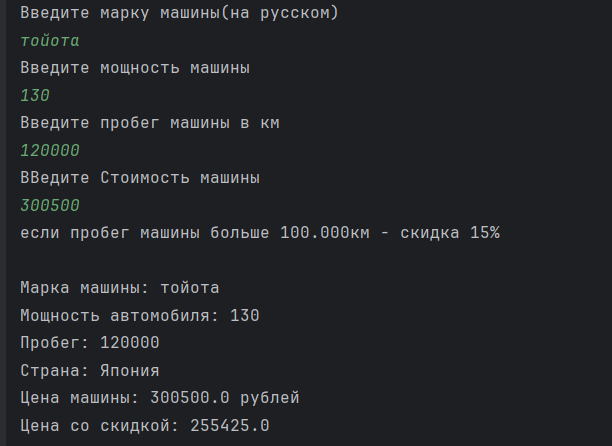 Введите марку машины(на русском)
тойота
Введите мощность машины
130
Введите пробег машины в км
120000
ВВедите Стоимость машины
300500
если пробег машины больше 100.000км - скидка 15%
Марка машины: тойота
Мощность автомобиля: 130
Пробег: 120000
Страна: Япония
Цена машины: 300500.0 рублей
Цена со скидкой: 255425.0